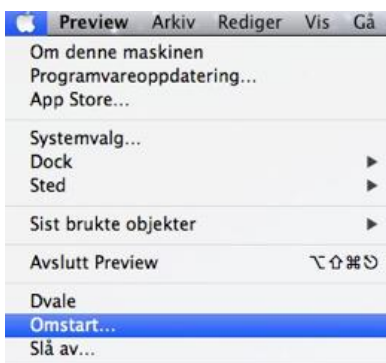 Preview Arkiv Rediger Vis Gå
Om denne maskinen
Programvareoppdatering...
App Store...
Systemvalg...
Dock
Sted
Sist brukte objekter
Avslutt Preview ⌥⇧⌘⎋
Dvale
Omstart...
Slå av...